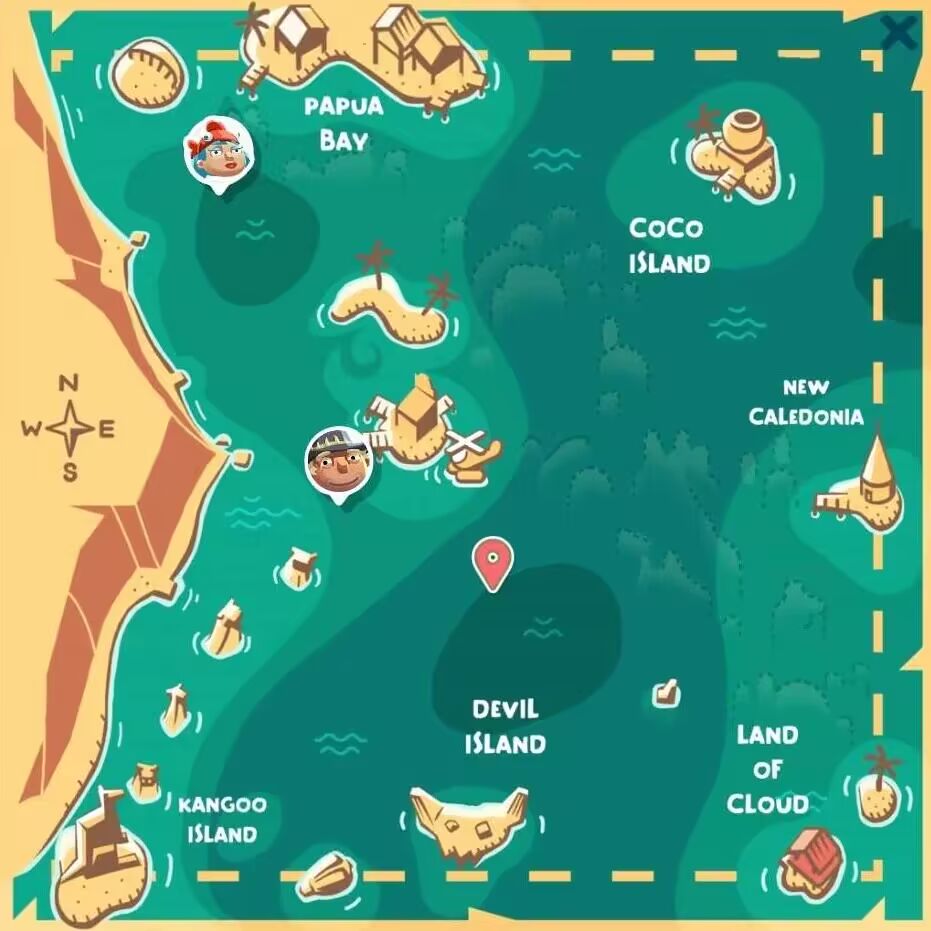 PAPUA
BAY
COCO
ISLAND
N
W E
S
NEW
CALEDONIA
DEVIL
ISLAND
LAND
OF
CLOUD
KANGOO
ISLAND